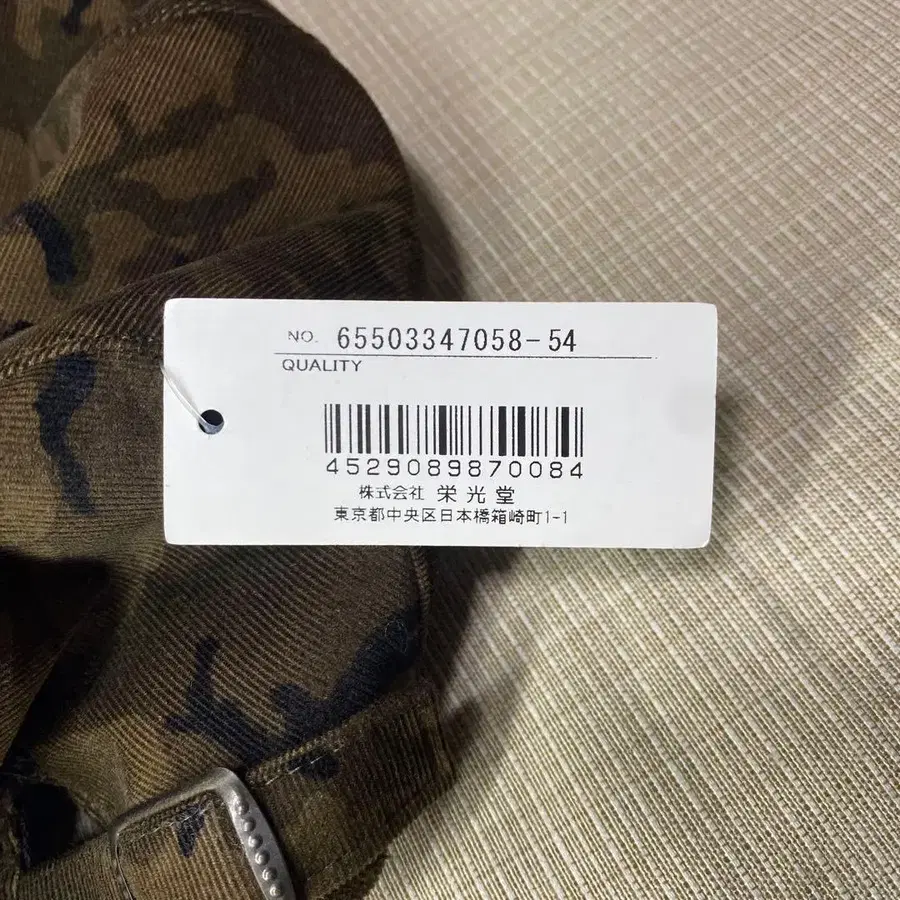 NO. 65503347058-54
QUALITY
4529089870084
株式会社 栄光堂
東京都中央区日本橋箱崎町1-1